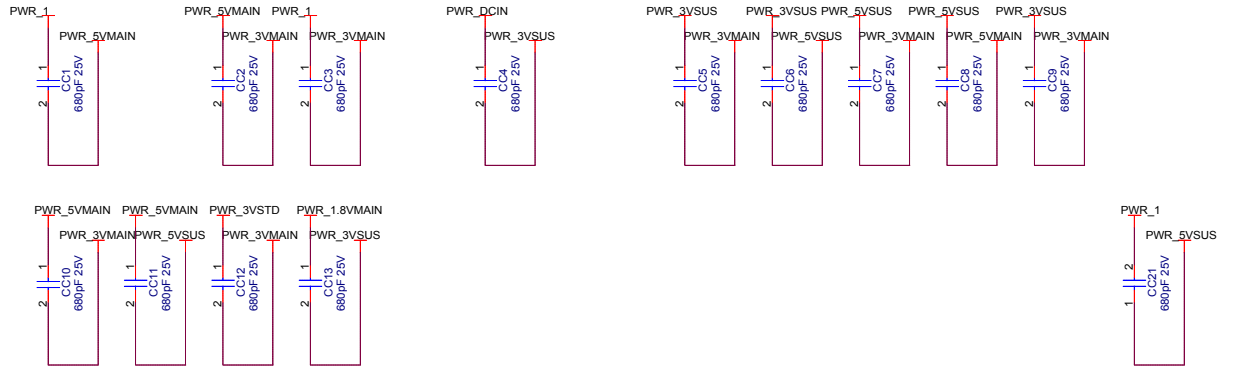 PWR_1
PWR_5VMAIN
1
2
CC1
680pF 25V
PWR_5VMAIN
PWR_3VMAIN
1
2
CC2
680pF 25V
PWR_1
PWR_3VMAIN
1
2
CC3
680pF 25V
PWR_DCIN
PWR_3VSUS
1
2
CC4
680pF 25V
PWR_3VSUS
PWR_3VMAIN
1
2
CC5
680pF 25V
PWR_3VSUS
PWR_5VSUS
1
2
CC6
680pF 25V
PWR_5VSUS
PWR_3VMAIN
1
2
CC7
680pF 25V
PWR_5VSUS
PWR_5VMAIN
1
2
CC8
680pF 25V
PWR_3VSUS
PWR_3VMAIN
1
2
CC9
680pF 25V
PWR_5VMAIN
PWR_3VMAIN
1
2
CC10
680pF 25V
PWR_5VMAIN
PWR_5VSUS
1
2
CC11
680pF 25V
PWR_3VSTD
PWR_3VMAIN
1
2
CC12
680pF 25V
PWR_1.8VMAIN
PWR_3VSUS
1
2
CC13
680pF 25V
PWR_1
PWR_5VSUS
2
1
CC21
680pF 25V